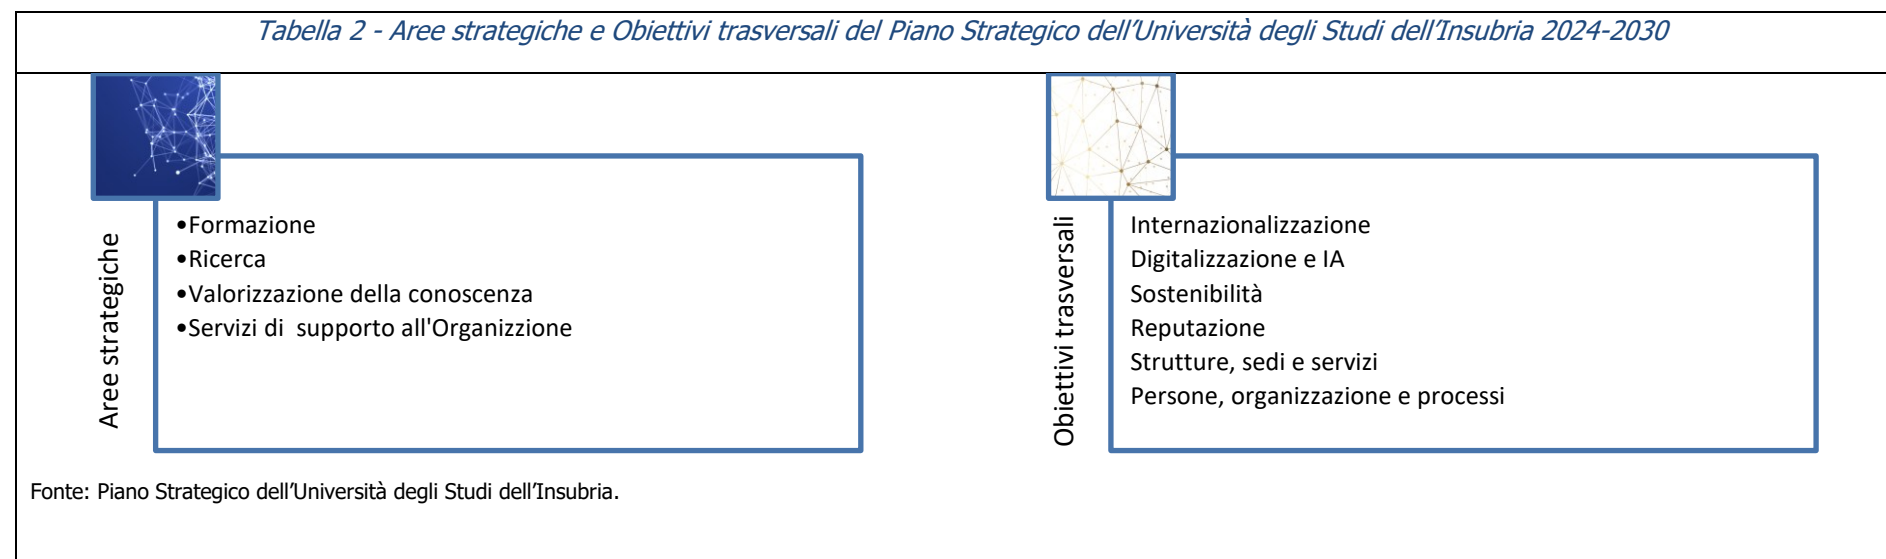 Tabella 2 - Aree strategiche e Obiettivi trasversali del Piano Strategico dell’Università degli Studi dell’Insubria 2024-2030
Aree strategiche
•Formazione
•Ricerca
•Valorizzazione della conoscenza
•Servizi di supporto all'Organizzione
Obiettivi trasversali
Internazionalizzazione
Digitalizzazione e IA
Sostenibilità
Reputazione
Strutture, sedi e servizi
Persone, organizzazione e processi
Fonte: Piano Strategico dell’Università degli Studi dell’Insubria.